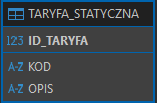 TARYFA_STATYCZNA
123 ID_TARYFA
A-Z KOD
A-Z OPIS